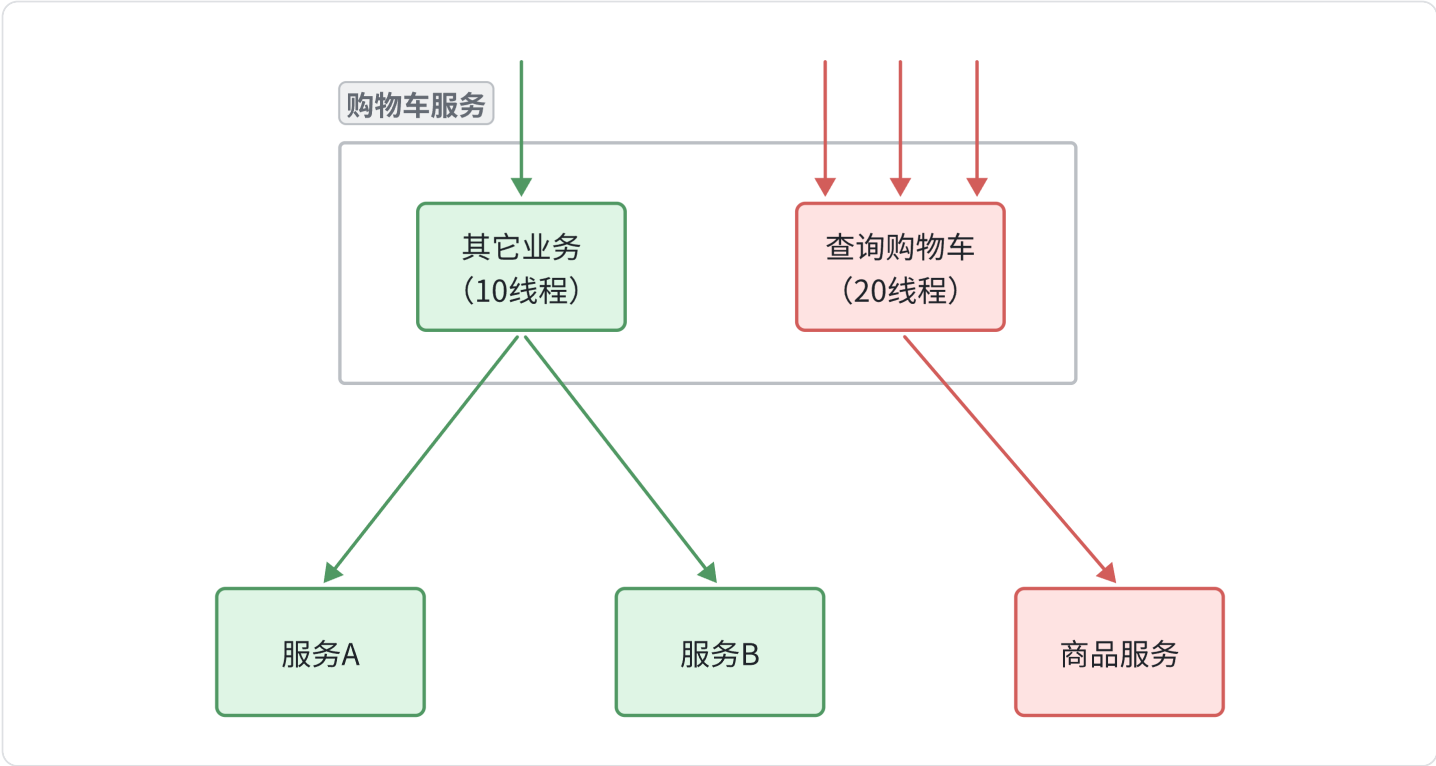 购物车服务
其它业务
（10线程）
查询购物车
（20线程）
服务A
服务B
商品服务